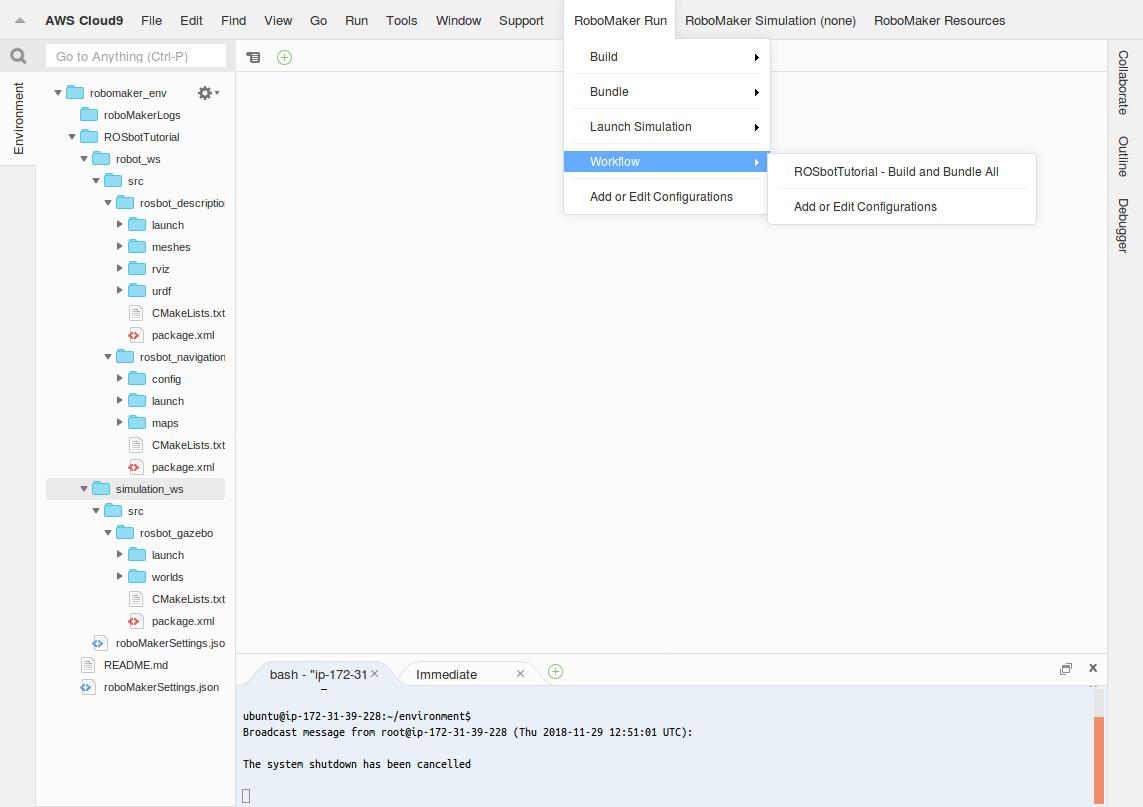 AWS Cloud9 File Edit Find View Go Run Tools Window Support RoboMaker Run RoboMaker Simulation (none) RoboMaker Resources
Go to Anything (Ctrl-P)
Environment
robomaker_env
roboMakerLogs
ROSbotTutorial
robot_ws
src
rosbot_description
launch
meshes
rviz
urdf
CMakeLists.txt
package.xml
rosbot_navigation
config
launch
maps
CMakeLists.txt
package.xml
simulation_ws
src
rosbot_gazebo
launch
worlds
CMakeLists.txt
package.xml
roboMakerSettings.jso
README.md
roboMakerSettings.json
Build
Bundle
Launch Simulation
Workflow
Add or Edit Configurations
ROSbotTutorial - Build and Bundle All
Add or Edit Configurations
Collaborate
Outline
Debugger
bash - "ip-172-31 Immediate
ubuntu@ip-172-31-39-228:~/environment$
Broadcast message from root@ip-172-31-39-228 (Thu 2018-11-29 12:51:01 UTC):
The system shutdown has been cancelled